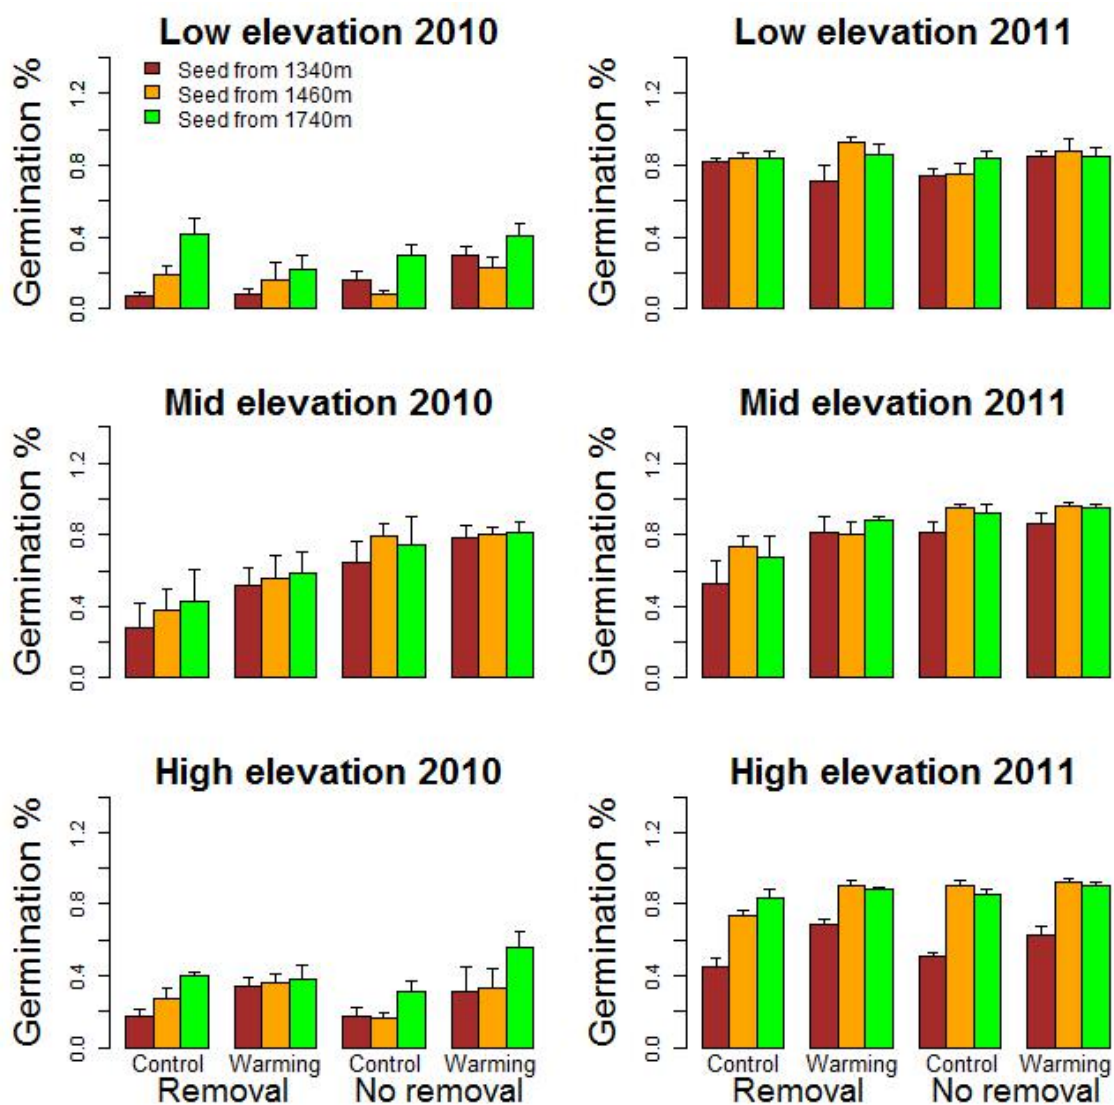 Low elevation 2010
Germination %
0.0 0.4 0.8 1.2
Seed from 1340m
Seed from 1460m
Seed from 1740m
Low elevation 2011
Germination %
0.0 0.4 0.8 1.2
Mid elevation 2010
Germination %
0.0 0.4 0.8 1.2
Mid elevation 2011
Germination %
0.0 0.4 0.8 1.2
High elevation 2010
Germination %
0.0 0.4 0.8 1.2
Control Warming Control Warming
Removal No removal
High elevation 2011
Germination %
0.0 0.4 0.8 1.2
Control Warming Control Warming
Removal No removal